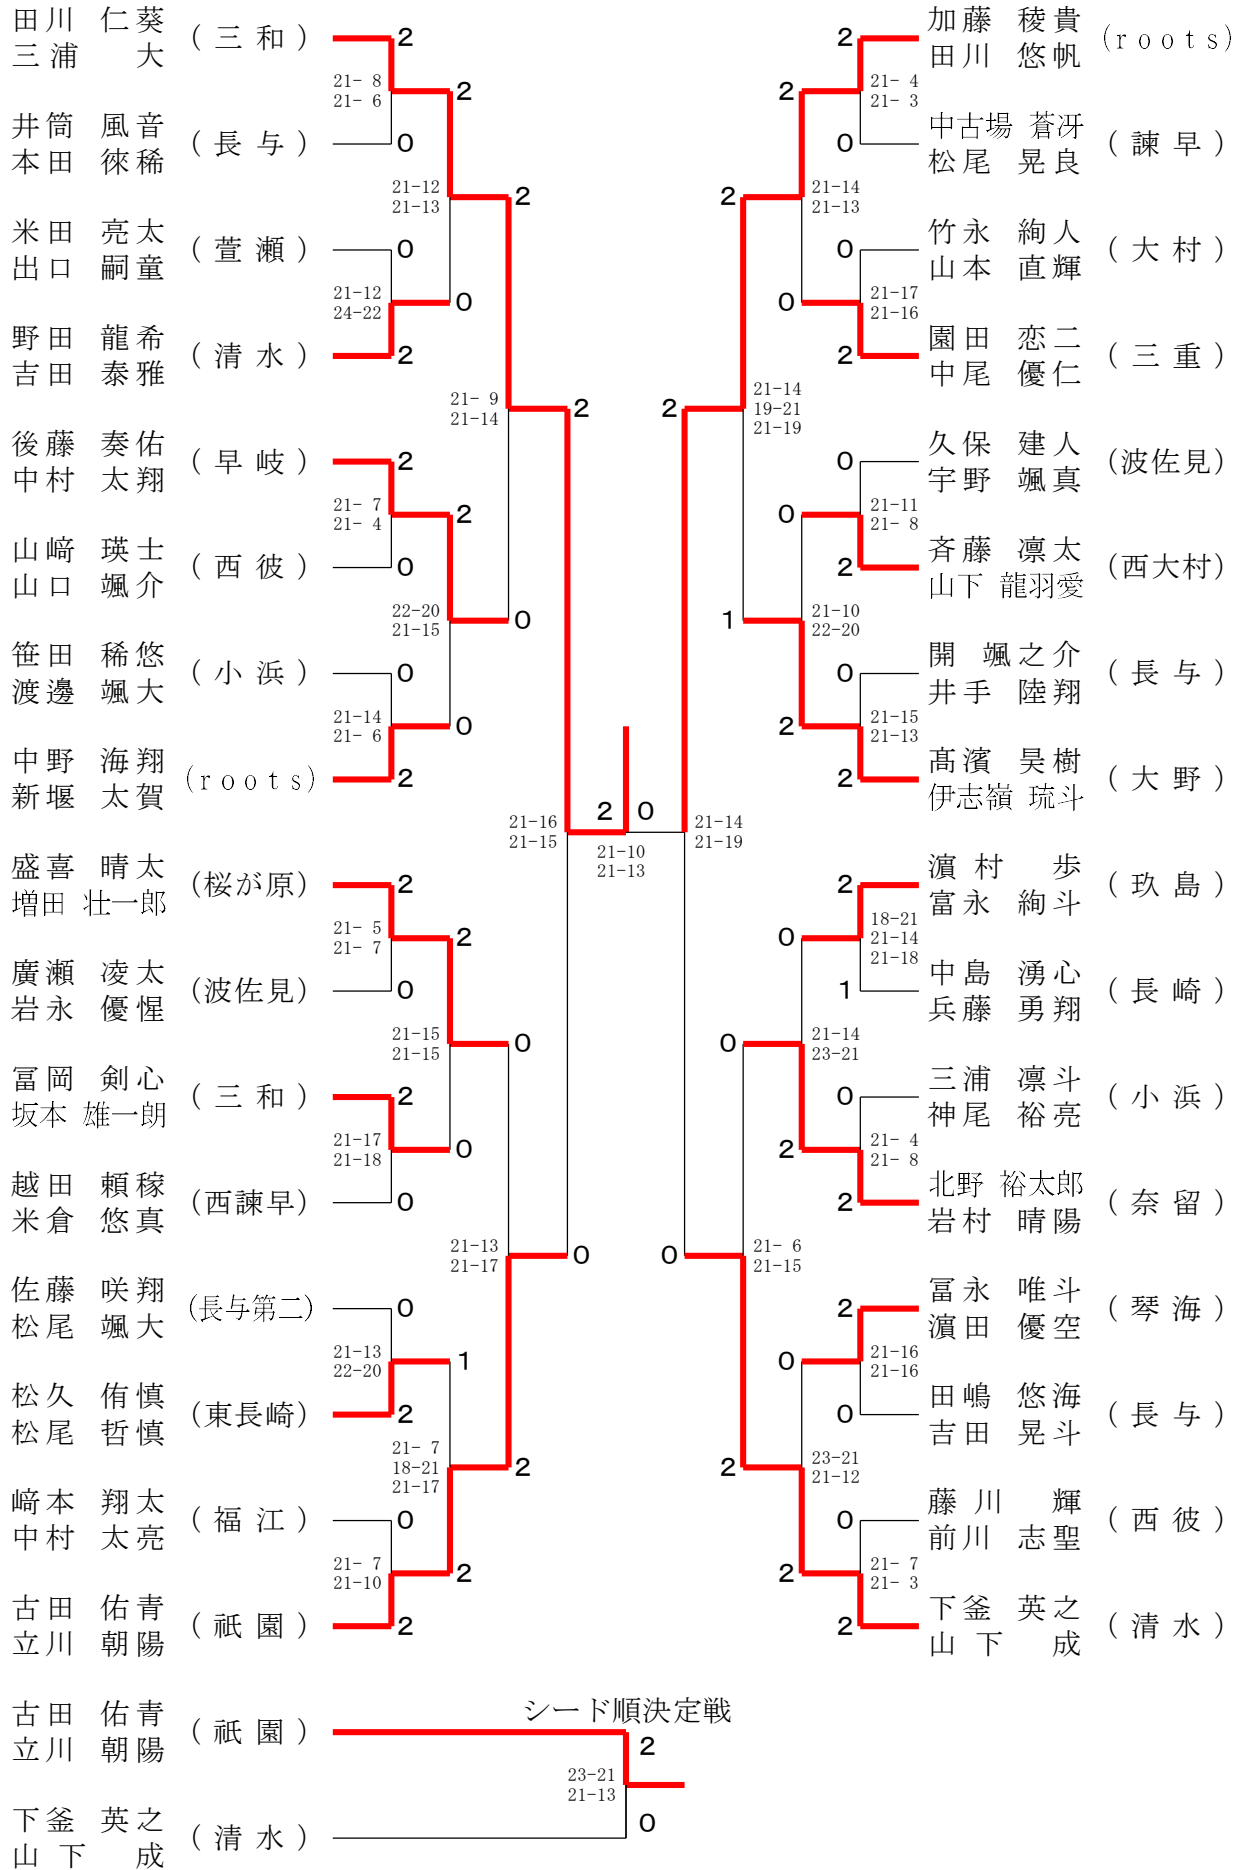 田川 仁葵
三浦 大
(三和)
2
21- 8
21- 6
2
井筒 風音
本田 徠稀
(長与)
0
21-12
21-13
2
米田 亮太
出口 嗣童
(萱瀬)
0
21-12
24-22
0
野田 龍希
吉田 泰雅
(清水)
2
21- 9
21-14
2
後藤 奏佑
中村 太翔
(早岐)
2
21- 7
21- 4
2
山﨑 瑛士
山口 颯介
(西彼)
0
22-20
21-15
0
笹田 稀悠
渡邊 颯大
(小浜)
0
21-14
21- 6
0
中野 海翔
新堰 太賀
(roots)
2
21-16
21-15
盛喜 晴太
増田 壮一郎
(桜が原)
2
21- 5
21- 7
2
廣瀬 凌太
岩永 優惺
(波佐見)
0
21-15
21-15
0
冨岡 剣心
坂本 雄一朗
(三和)
2
21-17
21-18
0
越田 頼稼
米倉 悠真
(西諫早)
0
21-13
21-17
0
佐藤 咲翔
松尾 颯大
(長与第二)
0
21-13
22-20
1
松久 侑慎
松尾 哲慎
(東長崎)
2
21- 7
18-21
21-17
2
﨑本 翔太
中村 太亮
(福江)
0
21- 7
21-10
2
古田 佑青
立川 朝陽
(祇園)
2
2 0
21-10
21-13
加藤 稜貴
田川 悠帆
(roots)
2
21- 4
21- 3
2
中古場 蒼冴
松尾 晃良
(諫早)
0
21-14
21-13
2
竹永 絢人
山本 直輝
(大村)
0
21-17
21-16
0
園田 恋二
中尾 優仁
(三重)
2
21-14
19-21
21-19
2
久保 建人
宇野 颯真
(波佐見)
0
21-11
21- 8
0
斉藤 凛太
山下 龍羽愛
(西大村)
2
21-10
22-20
1
開 颯之介
井手 陸翔
(長与)
0
21-15
21-13
2
髙濱 昊樹
伊志嶺 琉斗
(大野)
2
21-14
21-19
濵村 歩
富永 絢斗
(玖島)
2
18-21
21-14
21-18
0
中島 湧心
兵藤 勇翔
(長崎)
1
21-14
23-21
0
三浦 凛斗
神尾 裕亮
(小浜)
0
21- 4
21- 8
2
北野 裕太郎
岩村 晴陽
(奈留)
2
21- 6
21-15
0
冨永 唯斗
濵田 優空
(琴海)
2
21-16
21-16
0
田嶋 悠海
吉田 晃斗
(長与)
0
23-21
21-12
2
藤川 輝
前川 志聖
(西彼)
0
21- 7
21- 3
2
下釜 英之
山下 成
(清水)
2
シード順決定戦
古田 佑青
立川 朝陽
(祇園)
2
23-21
21-13
下釜 英之
山下 成
(清水)
0